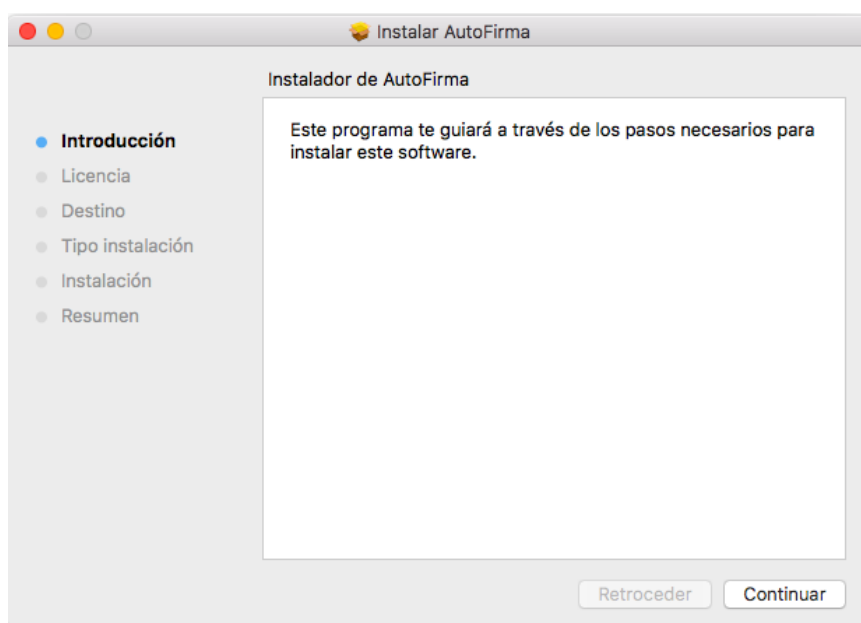 Instalar AutoFirma
Instalador de AutoFirma
Introducción
Licencia
Destino
Tipo instalación
Instalación
Resumen
Este programa te guiará a través de los pasos necesarios para
instalar este software.
Retroceder
Continuar